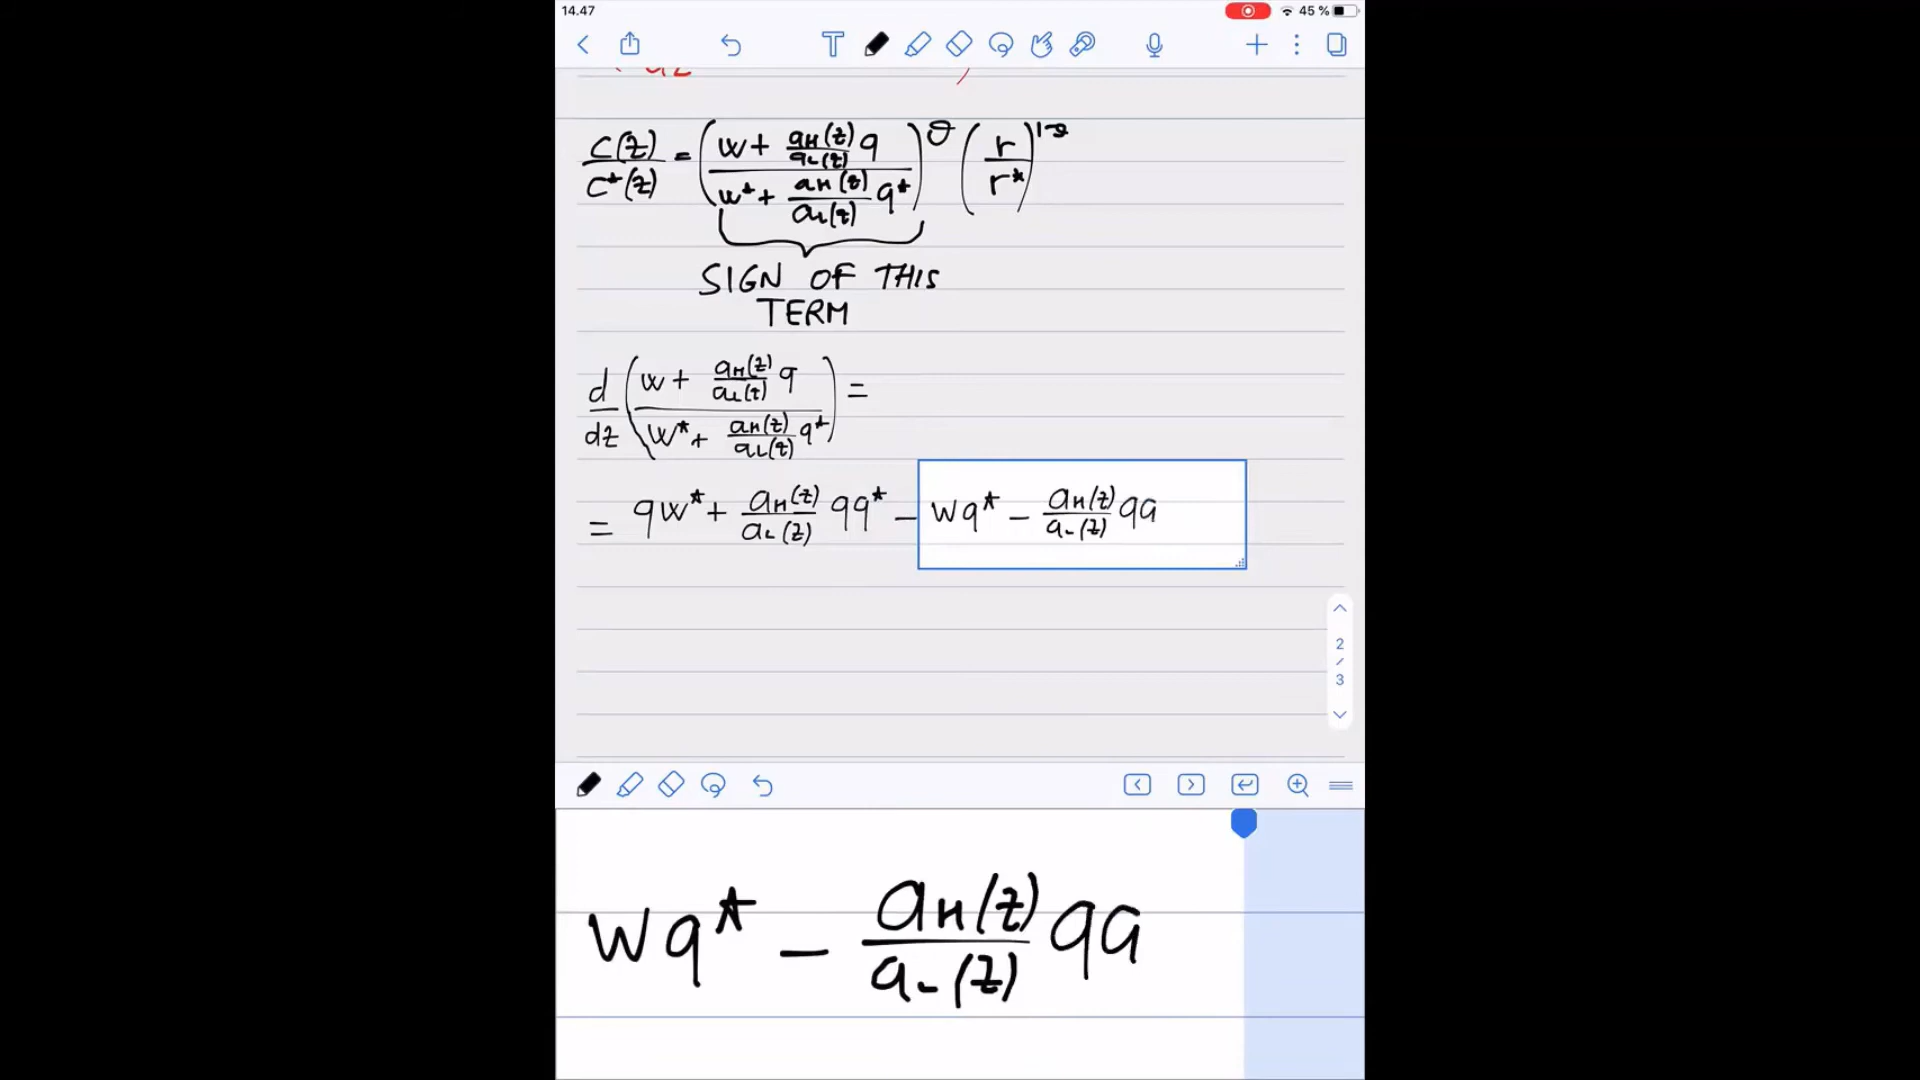 14.47 45 %
C(z)/C*(z) = ((w + aH(z)/aL(z) q)/(w* + aH(z)/aL(z) q*))^θ (r/r*)^1-θ
SIGN OF THIS
TERM
d/dz ((w + aH(z)/aL(z) q)/(w* + aH(z)/aL(z) q*)) =
= qw* + aH(z)/aL(z) qq* - wq* - aH(z)/aL(z) qq
2
/
3
wq* - aH(z)/aL(z) qq